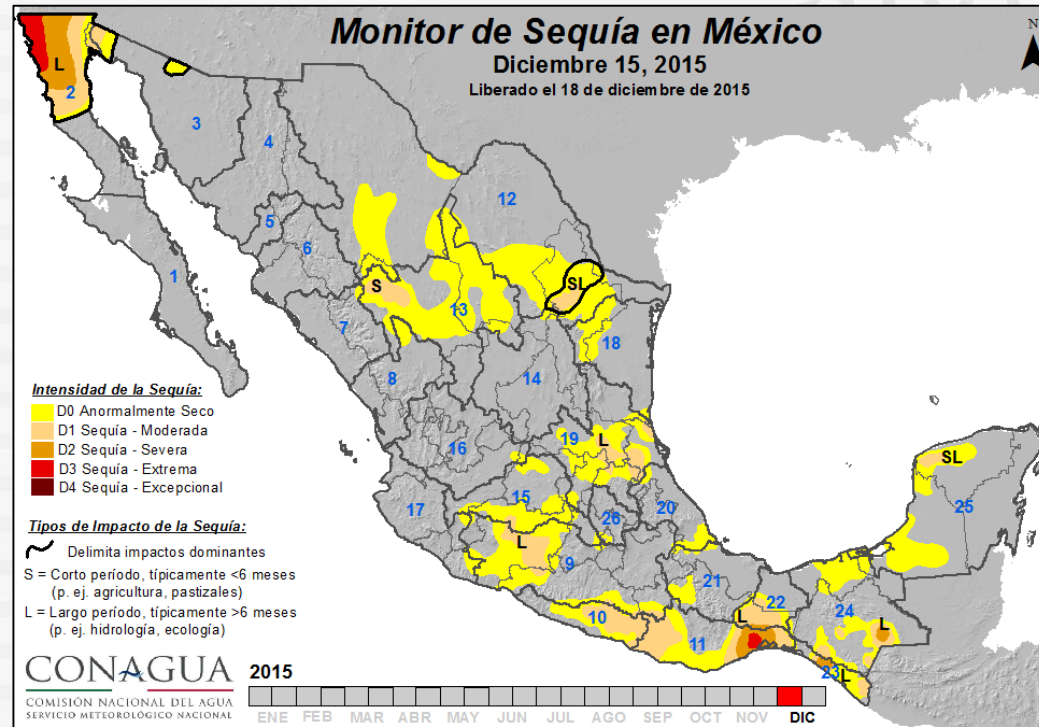 Monitor de Sequía en México
Diciembre 15, 2015
Liberado el 18 de diciembre de 2015
N
L
2
3
4
12
5
6
1
S
SL
13
7
18
8
14
Intensidad de la Sequía:
D0 Anormalmente Seco
D1 Sequía - Moderada
D2 Sequía - Severa
D3 Sequía - Extrema
D4 Sequía - Excepcional
19
L
16
SL
15
17
20
25
26
Tipos de Impacto de la Sequía:
Delimita impactos dominantes
S = Corto período, típicamente <6 meses
(p. ej. agricultura, pastizales)
L = Largo período, típicamente >6 meses
(p. ej. hidrología, ecología)
L
9
21
22
10
L
24
11
L
23
L
CONAGUA
COMISIÓN NACIONAL DEL AGUA
SERVICIO METEOROLÓGICO NACIONAL
2015
ENE FEB MAR ABR MAY JUN JUL AGO SEP OCT NOV DIC